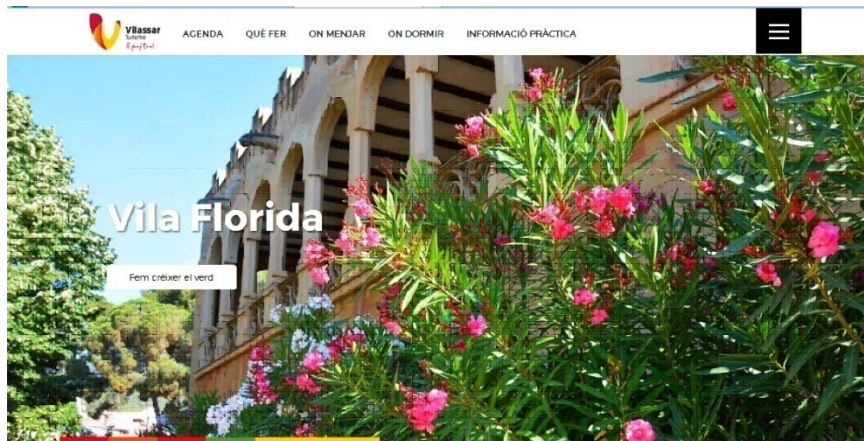 Vilassar
Turisme
AGENDA
QUÈ FER
ON MENJAR
ON DORMIR
INFORMACIÓ PRÀCTICA
Vila Florida
Fem créixer el verd